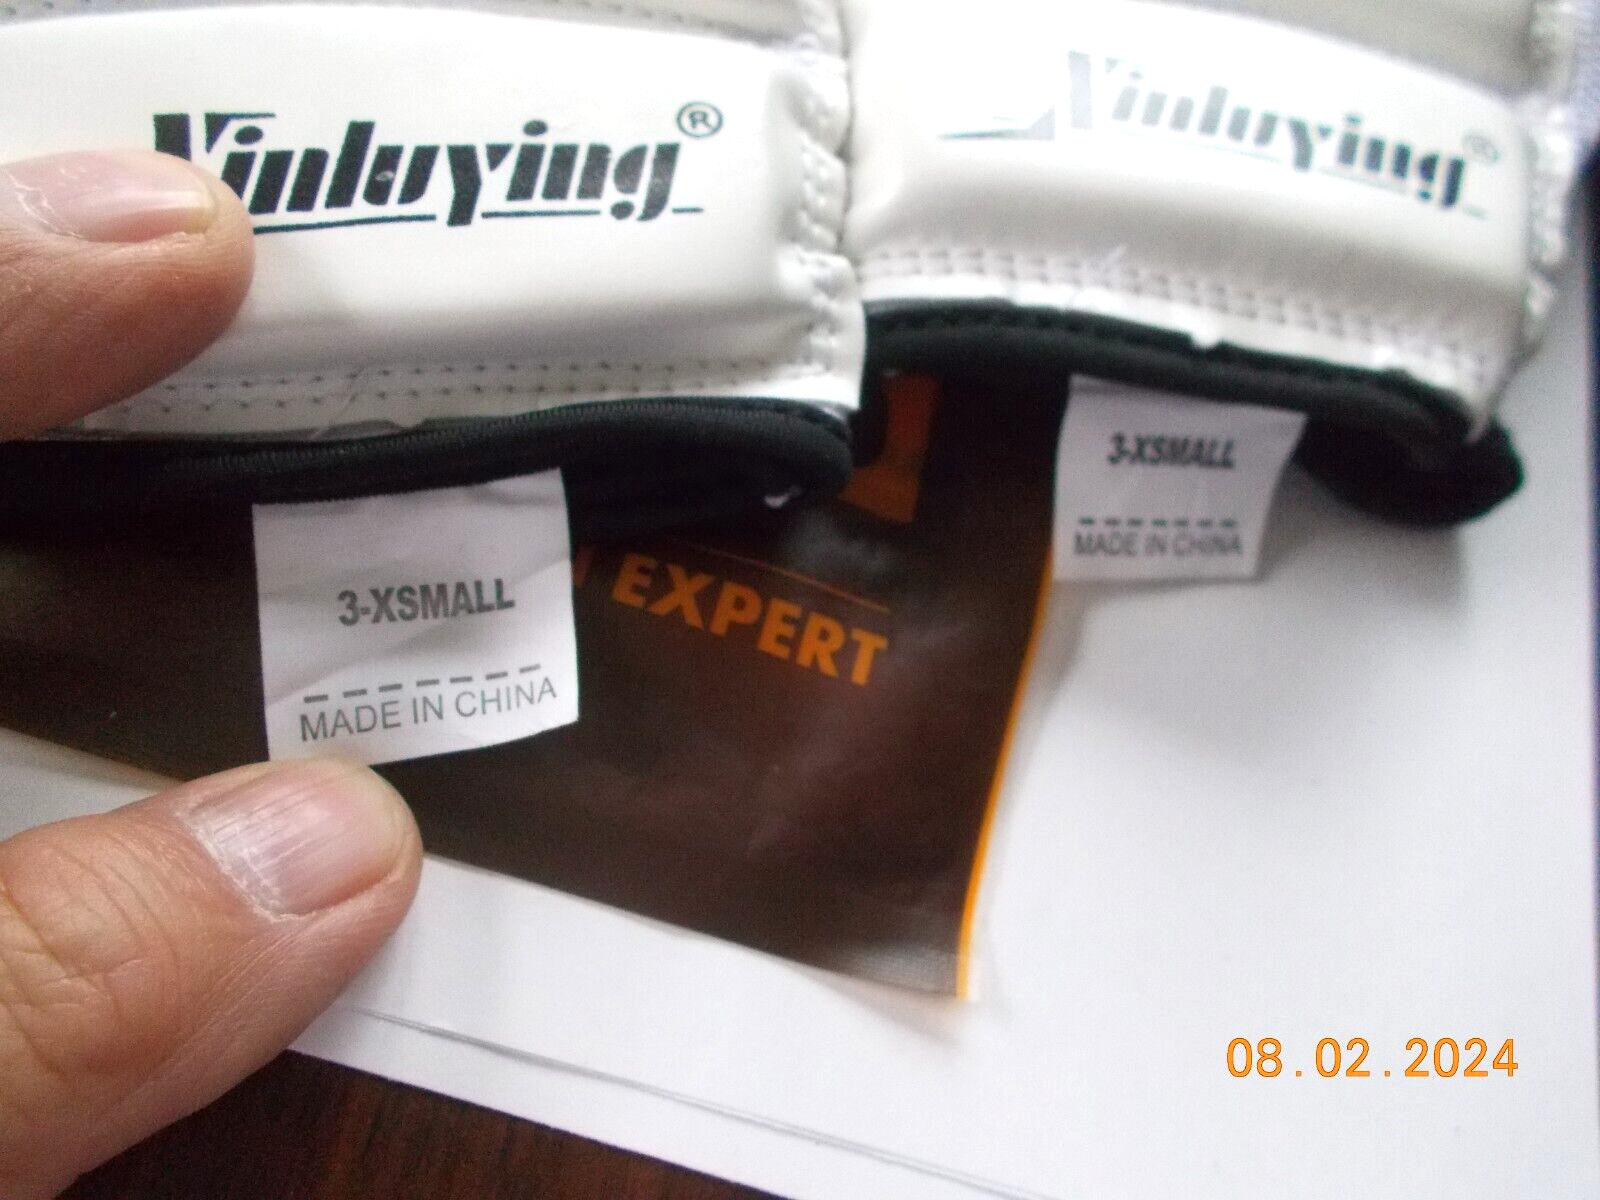 Xinluying®
Xinluying®
3-XSMALL
MADE IN CHINA
3-XSMALL
MADE IN CHINA
EXPERT
08.02.2024